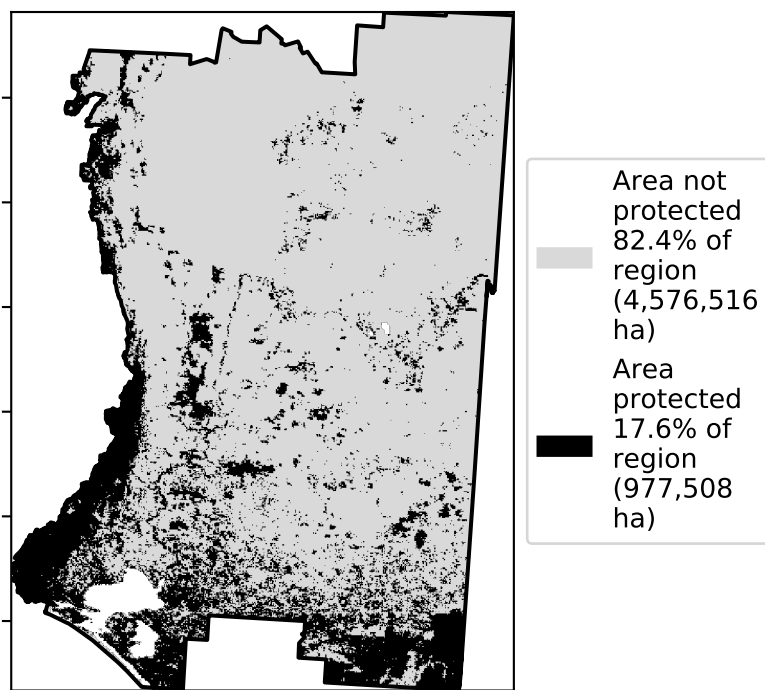 Area not
protected
82.4% of
region
(4,576,516
ha)
Area
protected
17.6% of
region
(977,508
ha)